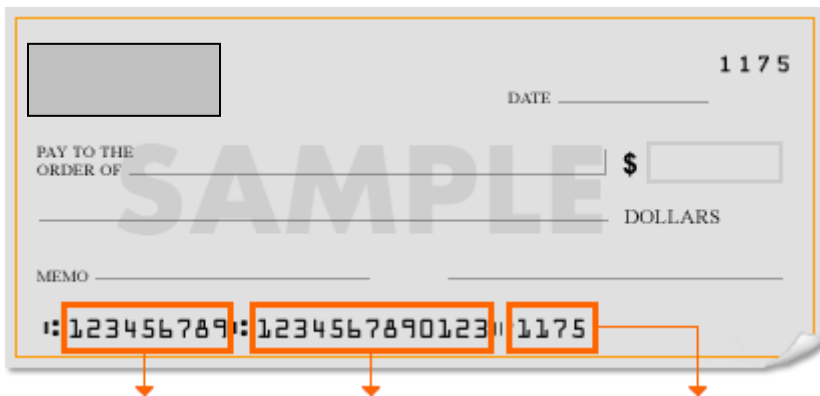 1175
DATE
PAY TO THE
ORDER OF
$
SAMPLE
DOLLARS
MEMO
⑆123456789⑆ 1234567890123⑈ 1175